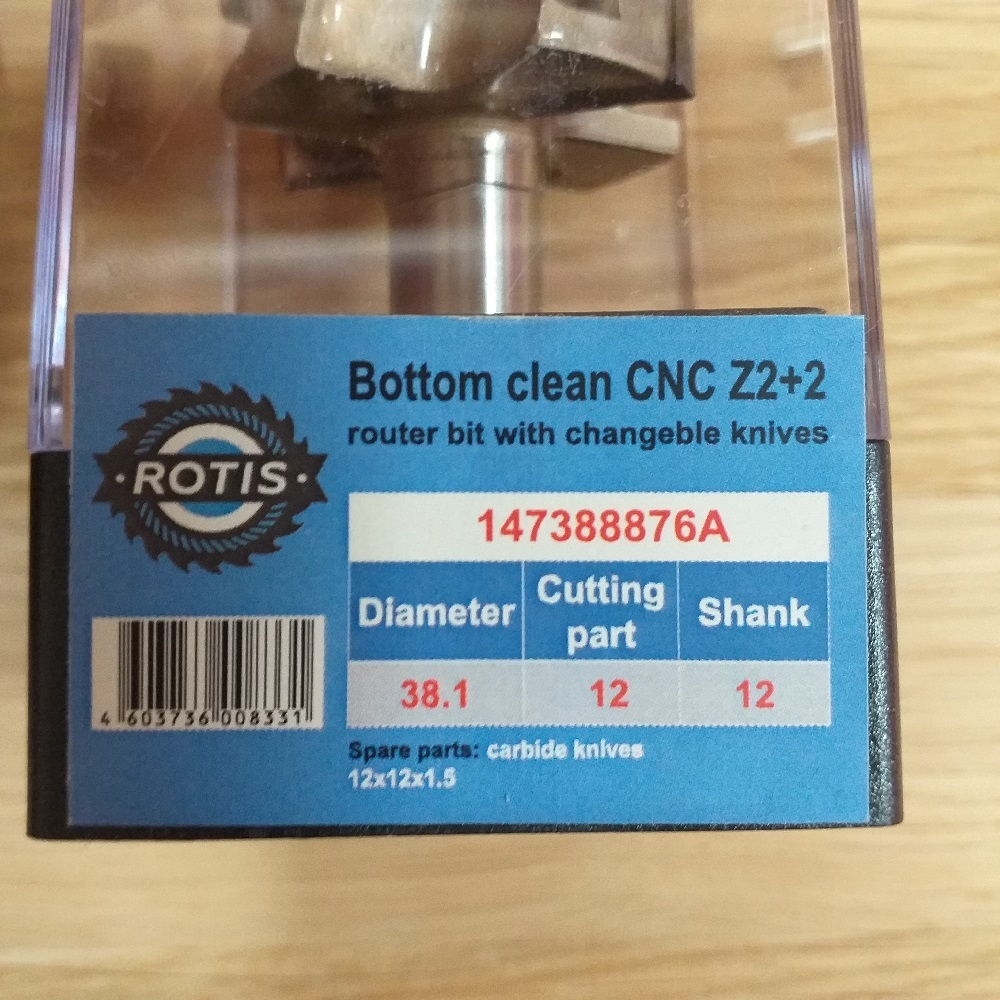 Bottom clean CNC Z2+2
router bit with changeble knives
·ROTIS·
147388876A
Diameter Cutting part Shank
38.1 12 12
4 603736 008331
Spare parts: carbide knives
12x12x1.5